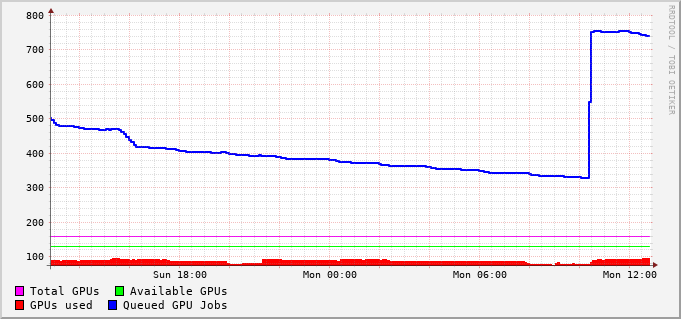 800
700
600
500
400
300
200
100
Sun 18:00 Mon 00:00 Mon 06:00 Mon 12:00
Total GPUs Available GPUs
GPUs used Queued GPU Jobs
RRDTOOL / TOBI OETIKER